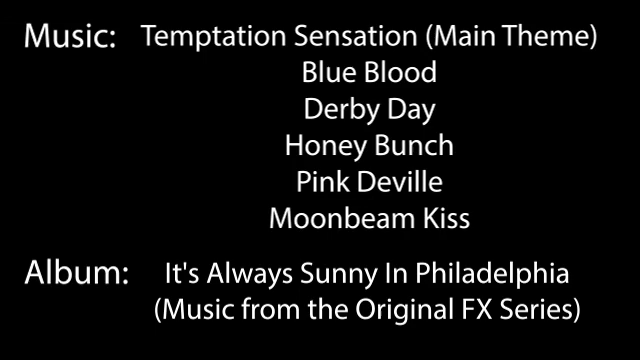 Music: Temptation Sensation (Main Theme)
Blue Blood
Derby Day
Honey Bunch
Pink Deville
Moonbeam Kiss
Album: It's Always Sunny In Philadelphia
(Music from the Original FX Series)